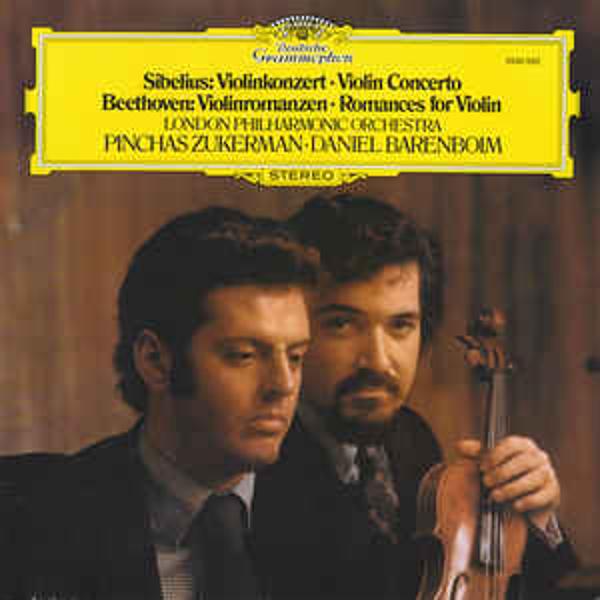 Deutsche
Grammophon
Sibelius: Violinkonzert · Violin Concerto
Beethoven: Violinromanzen · Romances for Violin
LONDON PHILHARMONIC ORCHESTRA
PINCHAS ZUKERMAN · DANIEL BARENBOIM
STEREO